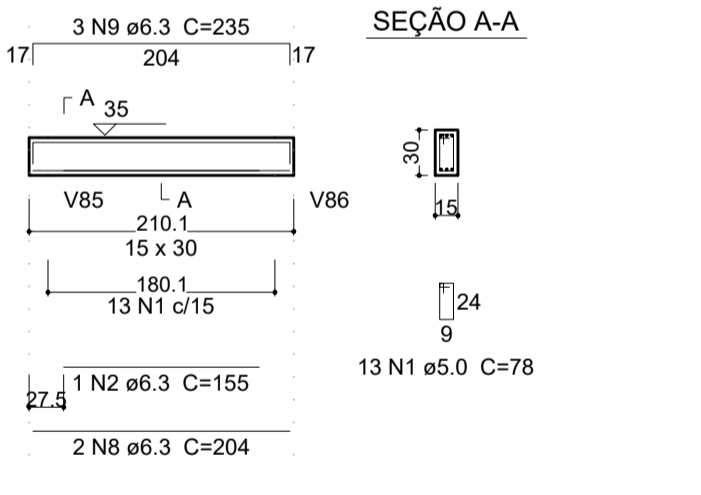 3 N9 ø6.3 C=235
SEÇÃO A-A
17 204 17
A
35
30
V85 A V86
15
210.1
15 x 30
180.1
24
13 N1 c/15
9
13 N1 ø5.0 C=78
1 N2 ø6.3 C=155
27.5
2 N8 ø6.3 C=204